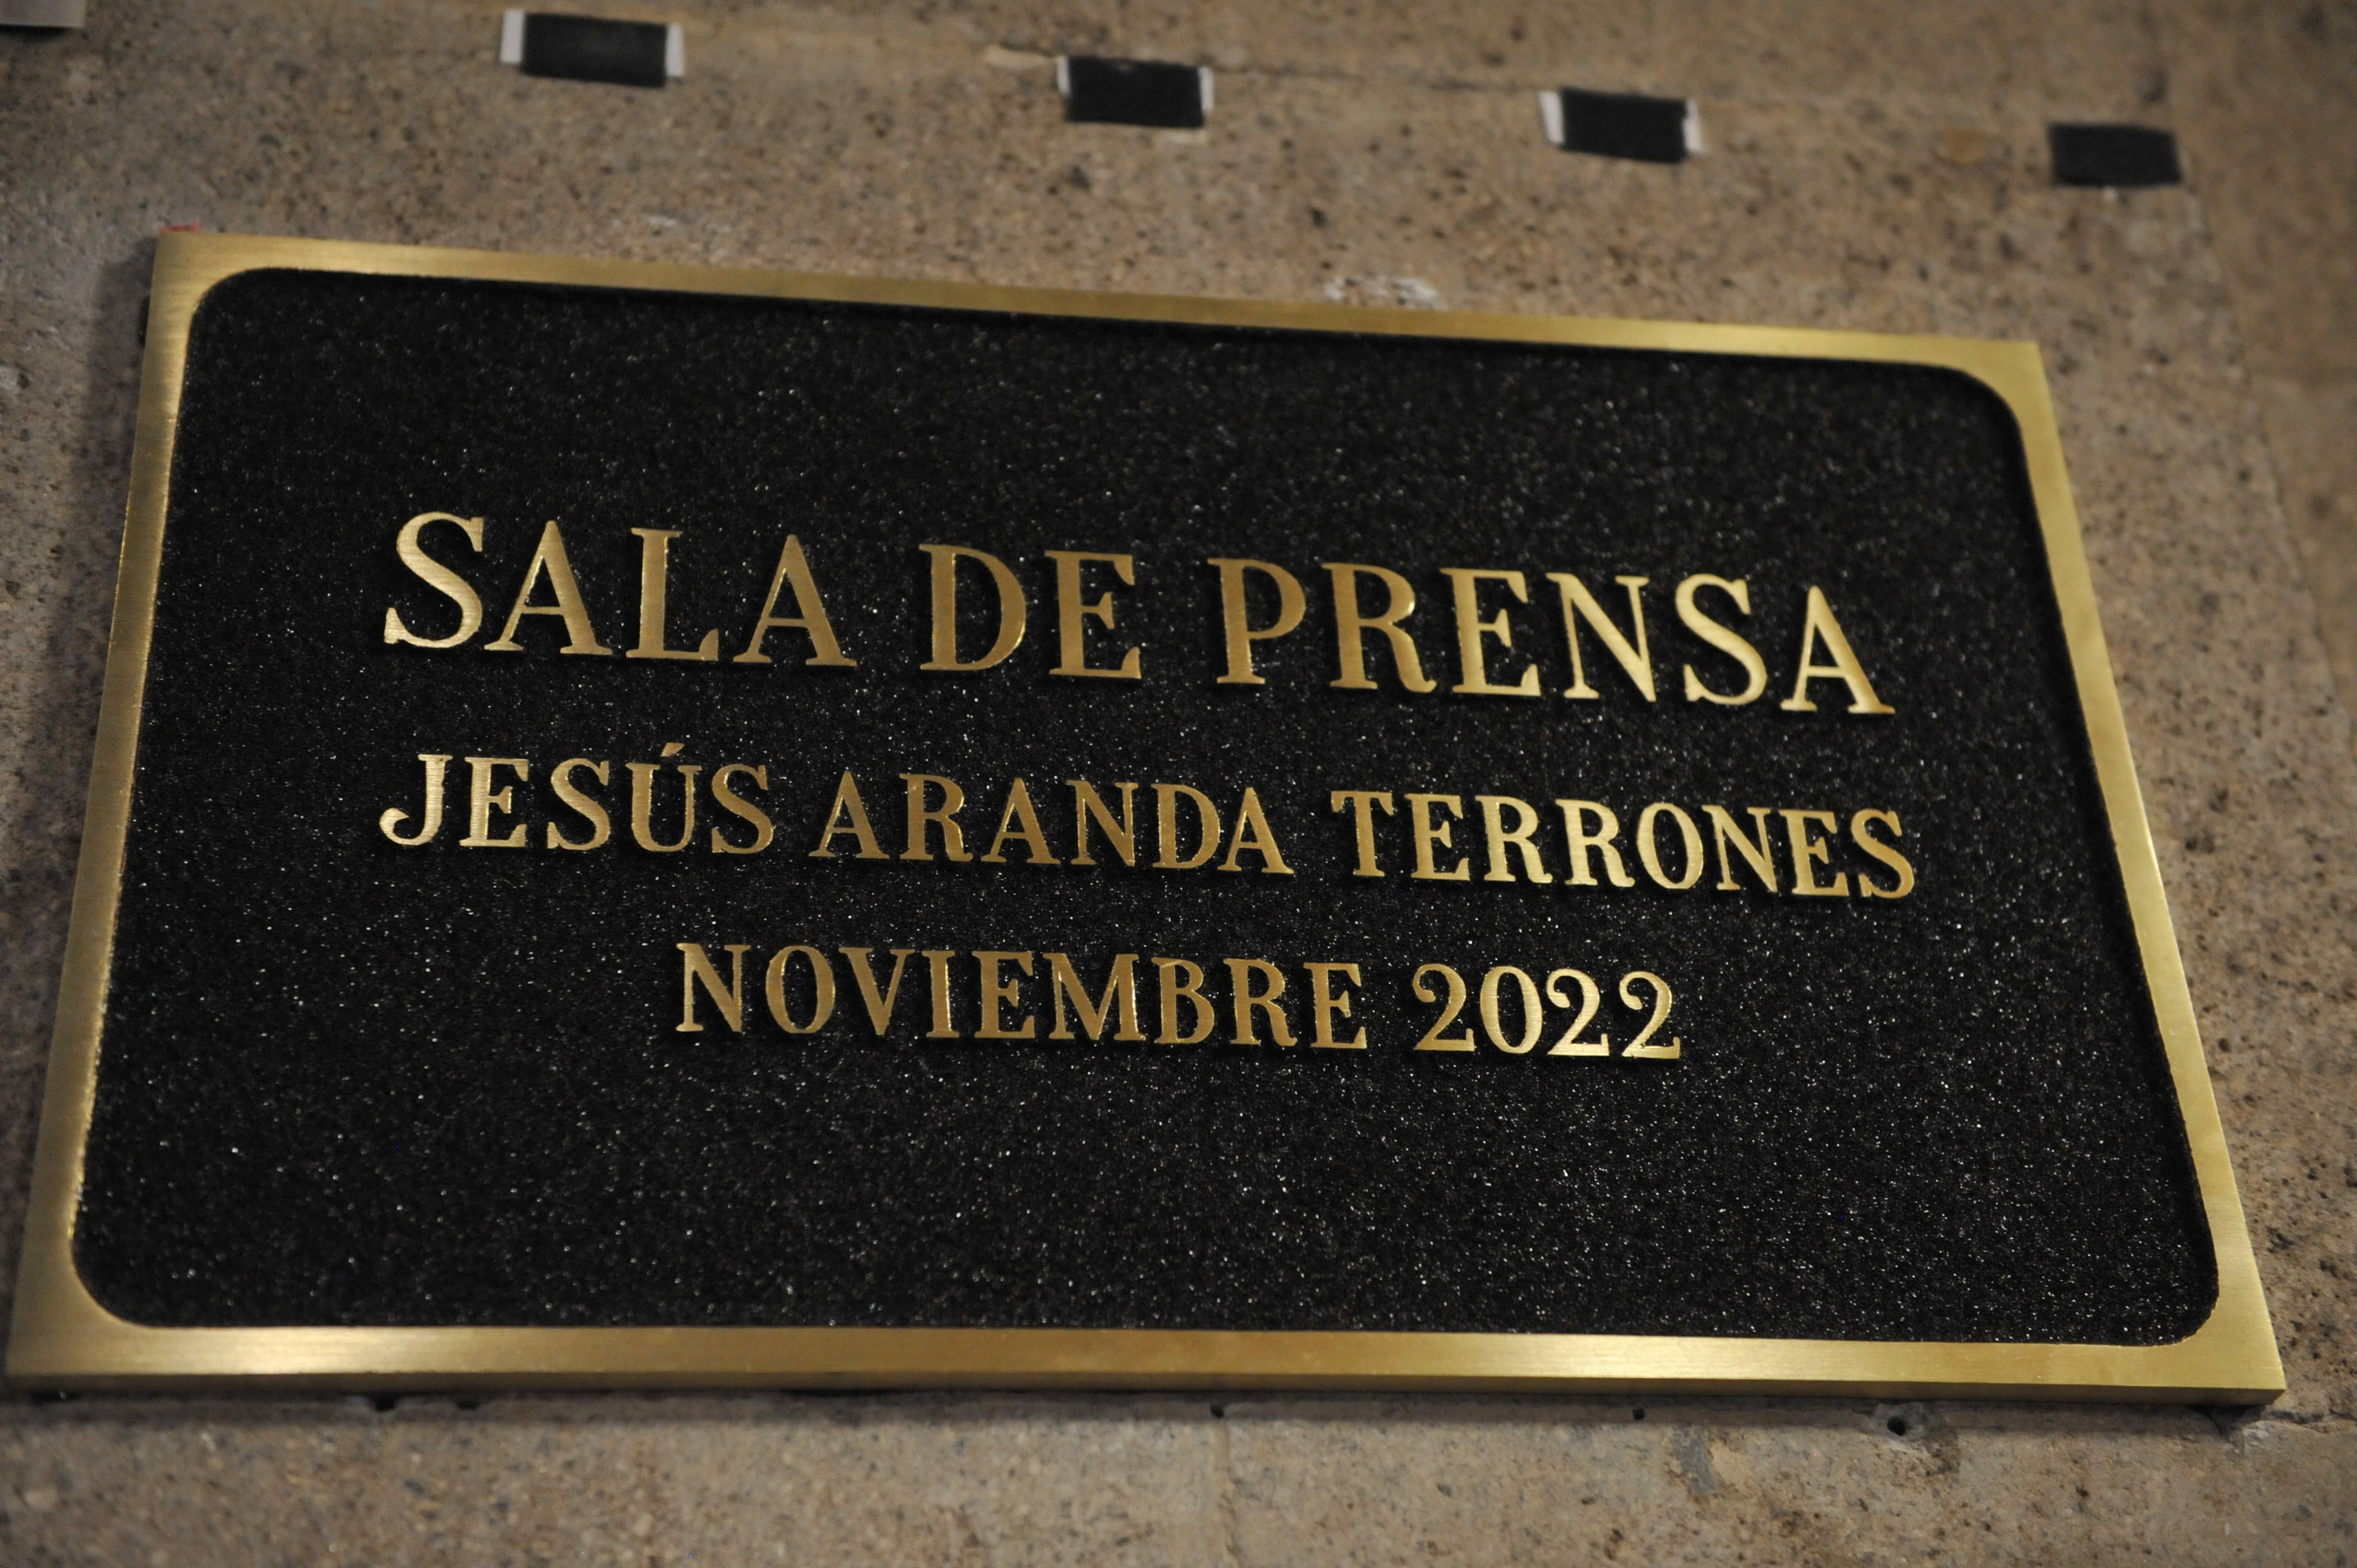 SALA DE PRENSA
JESÚS ARANDA TERRONES
NOVIEMBRE 2022